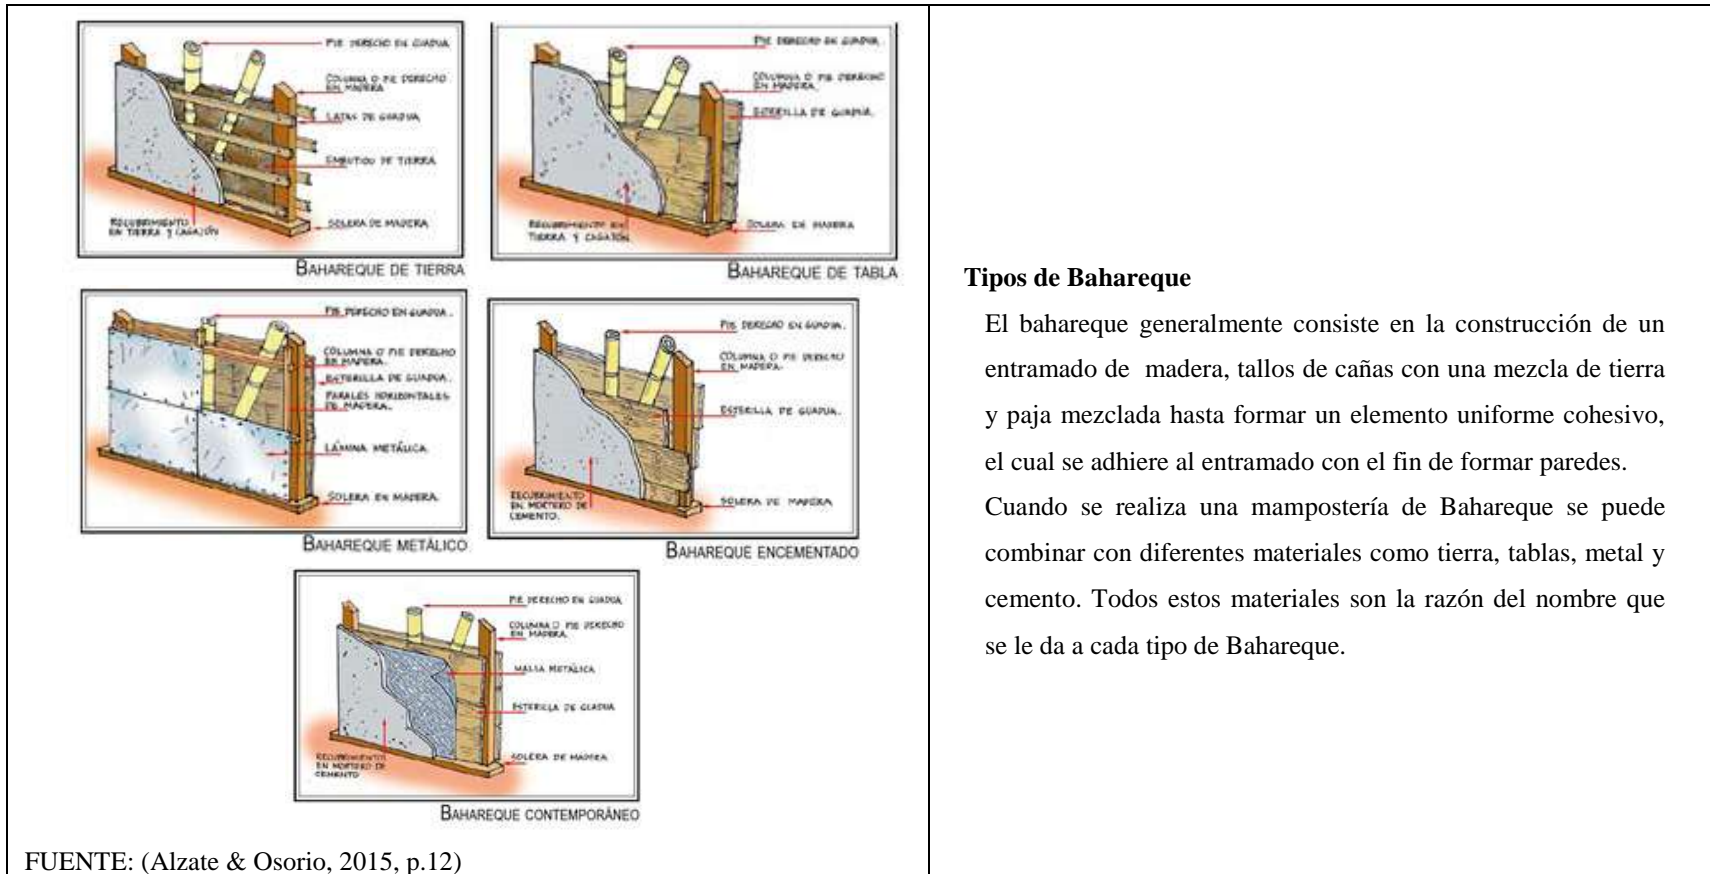 PIE DERECHO EN GUADUA
COLUMNA O PIE DERECHO
EN MADERA
LATAS DE GUADUA
EMBUTIDO DE TIERRA
SOLERA DE MADERA
RECUBRIMIENTO
EN TIERRA Y CAGAJÓN
BAHAREQUE DE TIERRA
PIE DERECHO EN GUADUA.
COLUMNA O PIE DERECHO
EN MADERA
ESTERILLA DE GUADUA.
SOLERA EN MADERA
RECUBRIMIENTO EN
TIERRA Y CAGAJÓN.
BAHAREQUE DE TABLA
PIE DERECHO EN GUADUA.
COLUMNA O PIE DERECHO
EN MADERA.
ESTERILLA DE GUADUA.
PARALES HORIZONTALES
DE MADERA.
LÁMINA METÁLICA.
SOLERA EN MADERA
BAHAREQUE METÁLICO
PIE DERECHO EN GUADUA.
COLUMNA O PIE DERECHO
EN MADERA.
ESTERILLA DE GUADUA.
SOLERA DE MADERA
RECUBRIMIENTO
EN MORTERO DE
CEMENTO.
BAHAREQUE ENCEMENTADO
PIE DERECHO EN GUADUA
COLUMNA O PIE DERECHO
EN MADERA.
MALLA METÁLICA
ESTERILLA DE GUADUA
SOLERA DE MADERA
RECUBRIMIENTO
EN MORTERO DE
CEMENTO
BAHAREQUE CONTEMPORÁNEO
FUENTE: (Alzate & Osorio, 2015, p.12)
Tipos de Bahareque
El bahareque generalmente consiste en la construcción de un
entramado de madera, tallos de cañas con una mezcla de tierra
y paja mezclada hasta formar un elemento uniforme cohesivo,
el cual se adhiere al entramado con el fin de formar paredes.
Cuando se realiza una mampostería de Bahareque se puede
combinar con diferentes materiales como tierra, tablas, metal y
cemento. Todos estos materiales son la razón del nombre que
se le da a cada tipo de Bahareque.